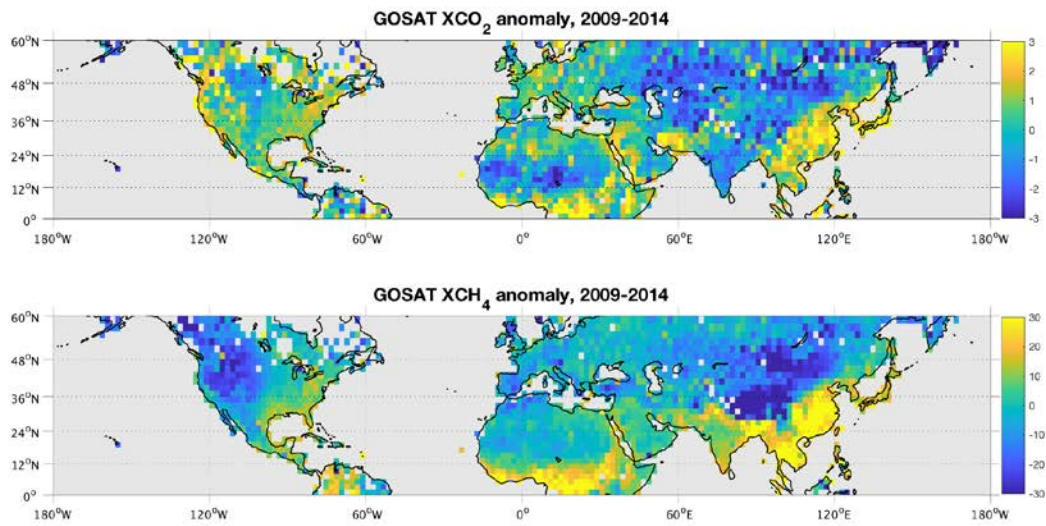 GOSAT XCO2 anomaly, 2009-2014
60°N
48°N
36°N
24°N
12°N
0°
180°W 120°W 60°W 0° 60°E 120°E 180°W
3
2
1
0
-1
-2
-3
GOSAT XCH4 anomaly, 2009-2014
60°N
48°N
36°N
24°N
12°N
0°
180°W 120°W 60°W 0° 60°E 120°E 180°W
30
20
10
0
-10
-20
-30